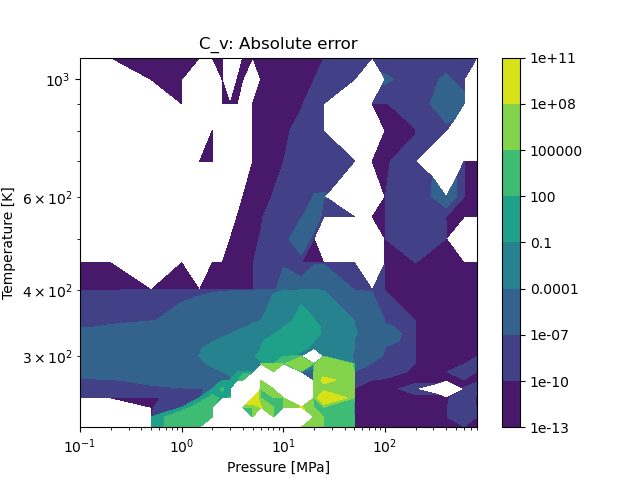 C_v: Absolute error
Temperature [K]
10³
6 × 10²
4 × 10²
3 × 10²
10⁻¹ 10⁰ 10¹ 10²
Pressure [MPa]
1e+11
1e+08
100000
100
0.1
0.0001
1e-07
1e-10
1e-13